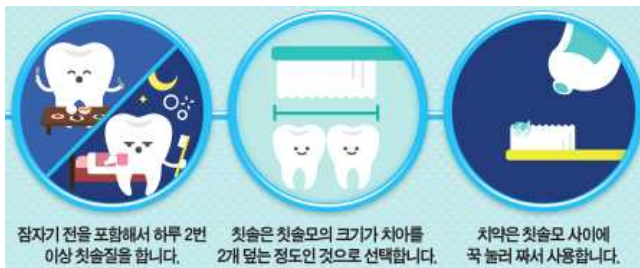 잠자기 전을 포함해서 하루 2번
이상 칫솔질을 합니다.
칫솔은 칫솔모의 크기가 치아를
2개 덮는 정도인 것으로 선택합니다.
치약은 칫솔모 사이에
꾹 눌러 짜서 사용합니다.